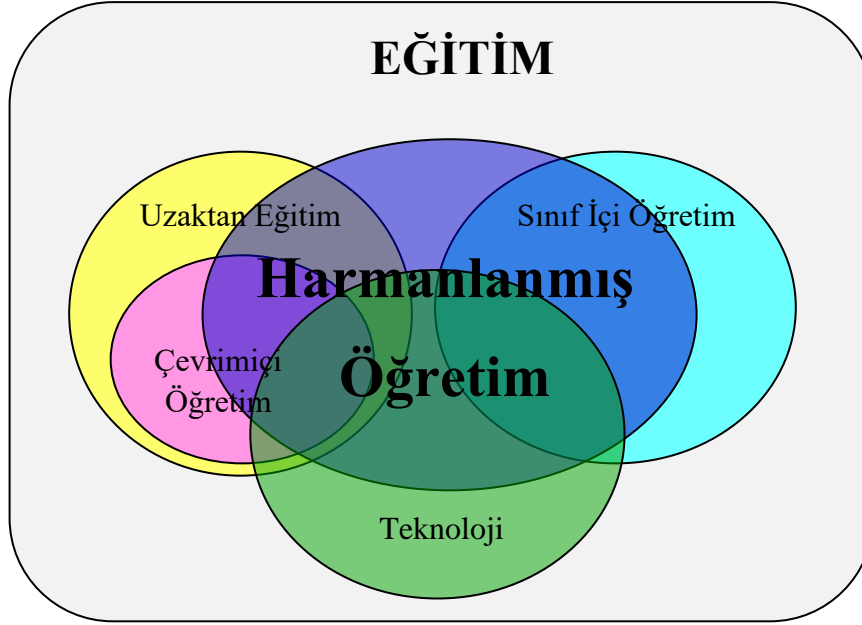 EĞİTİM
Uzaktan Eğitim
Sınıf İçi Öğretim
Harmanlanmış
Öğretim
Çevrimiçi
Öğretim
Teknoloji